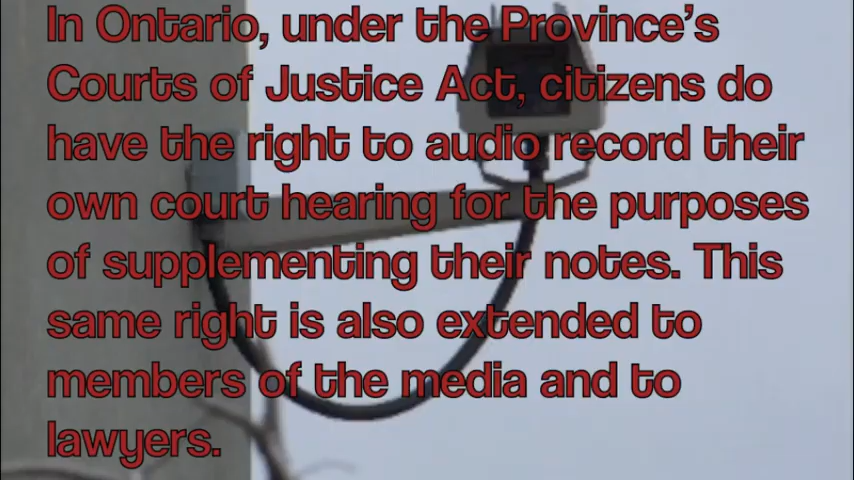 In Ontario, under the Province's
Courts of Justice Act, citizens do
have the right to audio record their
own court hearing for the purposes
of supplementing their notes. This
same right is also extended to
members of the media and to
lawyers.